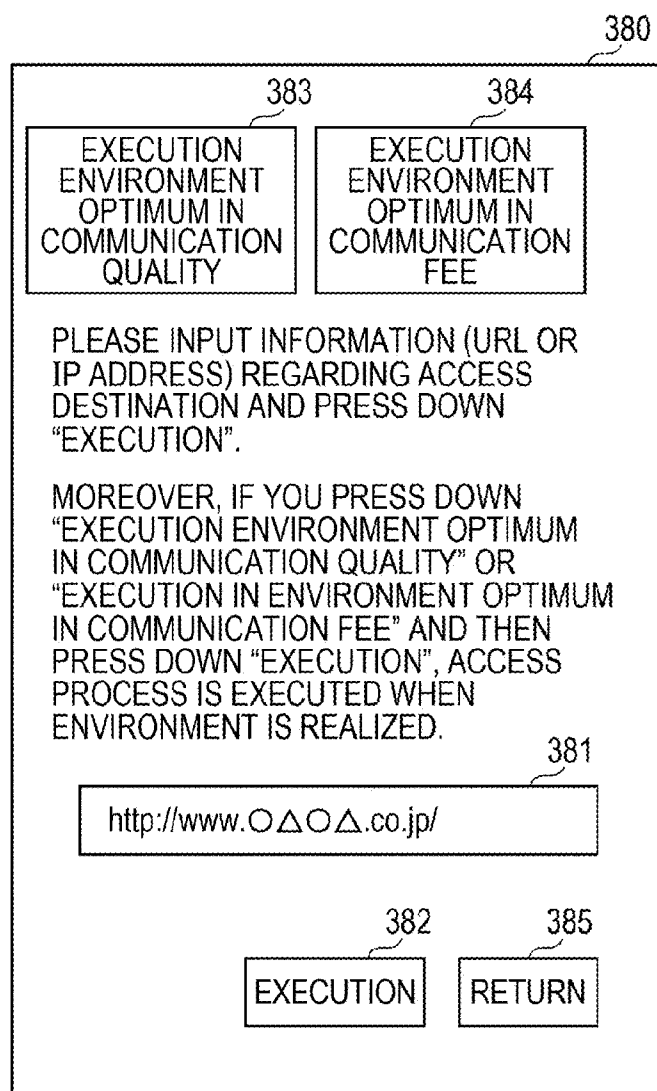 380
383
384
EXECUTION
ENVIRONMENT
OPTIMUM IN
COMMUNICATION
QUALITY
EXECUTION
ENVIRONMENT
OPTIMUM IN
COMMUNICATION
FEE
PLEASE INPUT INFORMATION (URL OR
IP ADDRESS) REGARDING ACCESS
DESTINATION AND PRESS DOWN
“EXECUTION”.
MOREOVER, IF YOU PRESS DOWN
“EXECUTION ENVIRONMENT OPTIMUM
IN COMMUNICATION QUALITY” OR
“EXECUTION IN ENVIRONMENT OPTIMUM
IN COMMUNICATION FEE” AND THEN
PRESS DOWN “EXECUTION”, ACCESS
PROCESS IS EXECUTED WHEN
ENVIRONMENT IS REALIZED.
381
http://www.○△○△.co.jp/
382
385
EXECUTION
RETURN